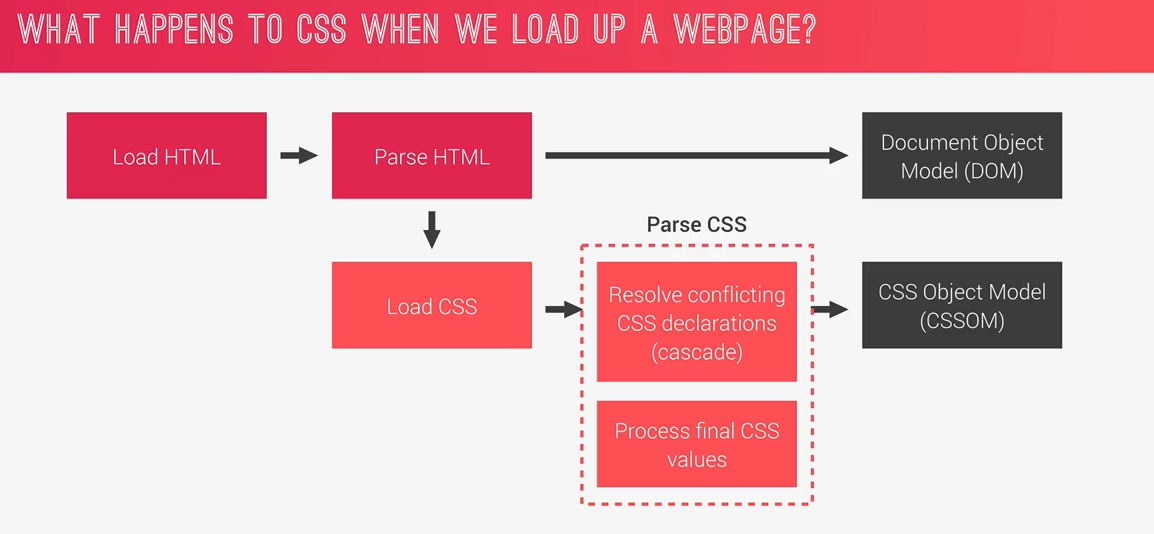 WHAT HAPPENS TO CSS WHEN WE LOAD UP A WEBPAGE?
Load HTML
Parse HTML
Document Object
Model (DOM)
Load CSS
Parse CSS
Resolve conflicting
CSS declarations
(cascade)
Process final CSS
values
CSS Object Model
(CSSOM)